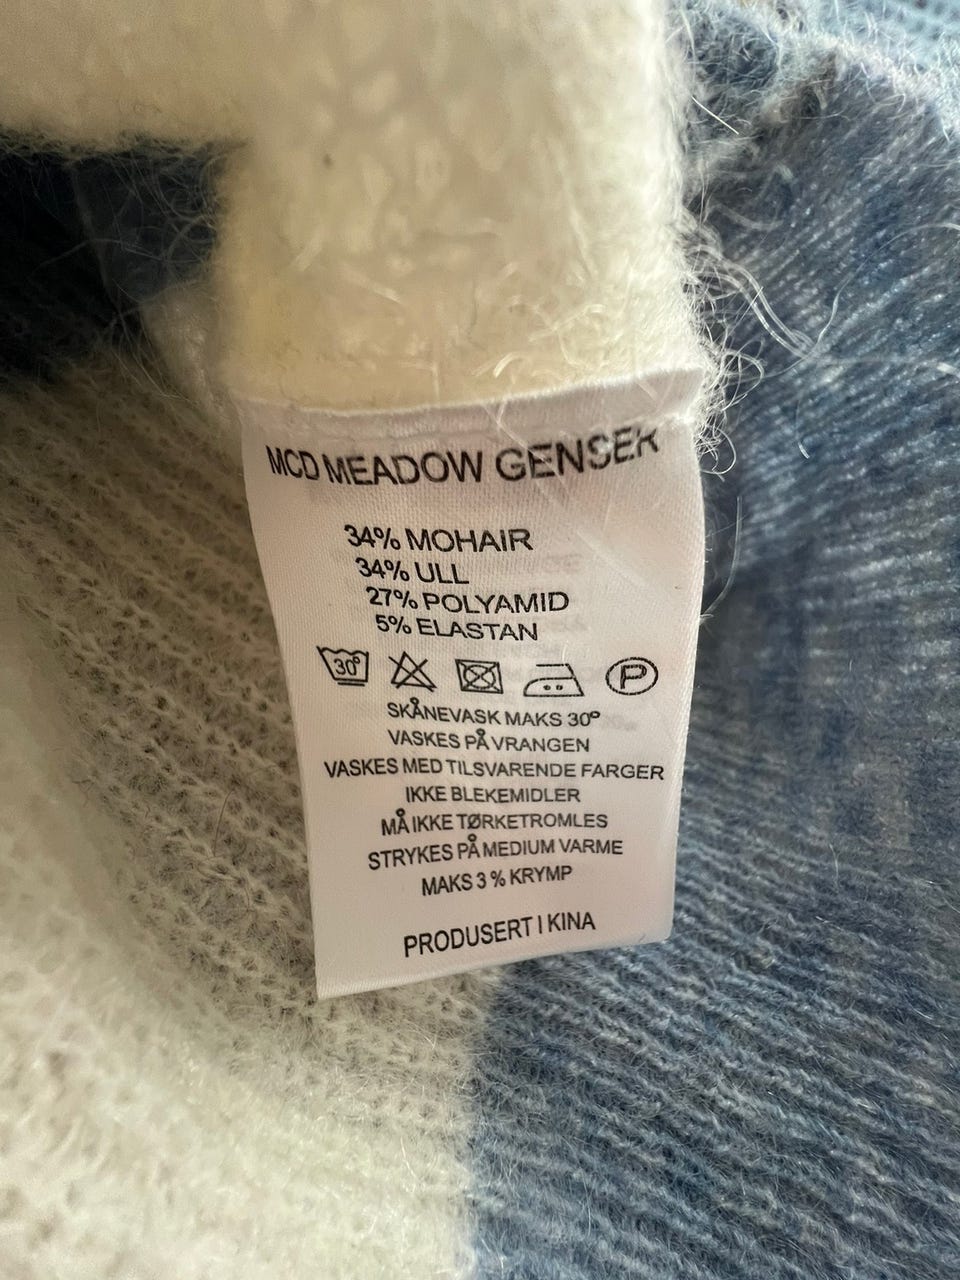 MCD MEADOW GENSER
34% MOHAIR
34% ULL
27% POLYAMID
5% ELASTAN
30° P
SKÅNEVASK MAKS 30°
VASKES PÅ VRANGEN
VASKES MED TILSVARENDE FARGER
IKKE BLEKEMIDLER
MÅ IKKE TØRKETROMLES
STRYKES PÅ MEDIUM VARME
MAKS 3 % KRYMP
PRODUSERT I KINA